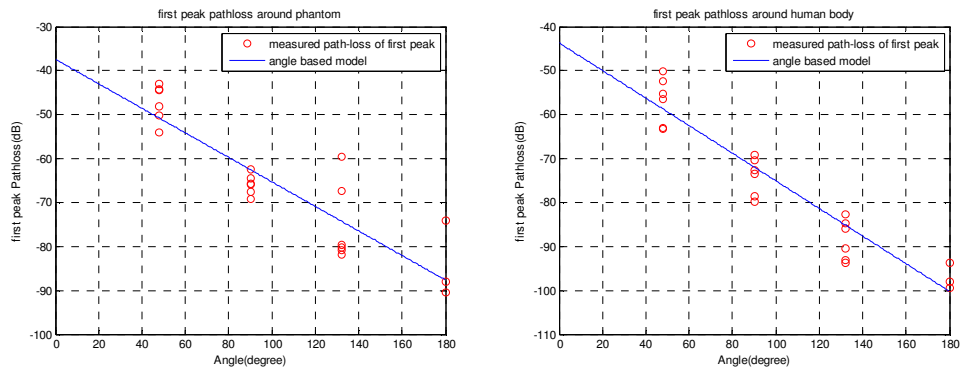 first peak pathloss around phantom
-30
-40
-50
-60
-70
-80
-90
-100
first peak Pathloss(dB)
0 20 40 60 80 100 120 140 160 180
Angle(degree)
measured path-loss of first peak
angle based model
first peak pathloss around human body
-30
-40
-50
-60
-70
-80
-90
-100
-110
first peak Pathloss(dB)
0 20 40 60 80 100 120 140 160 180
Angle(degree)
measured path-loss of first peak
angle based model